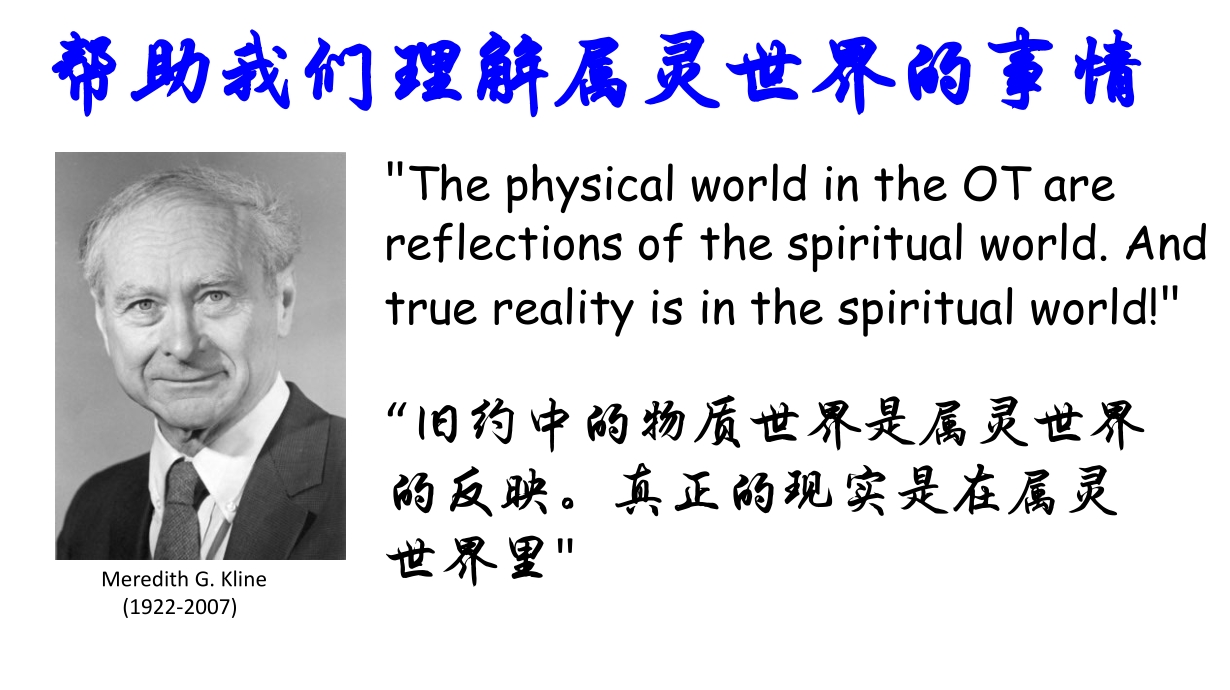 帮助我们理解属灵世界的事情
"The physical world in the OT are
reflections of the spiritual world. And
true reality is in the spiritual world!"
“旧约中的物质世界是属灵世界
的反映。真正的现实是在属灵
世界里"
Meredith G. Kline
(1922-2007)